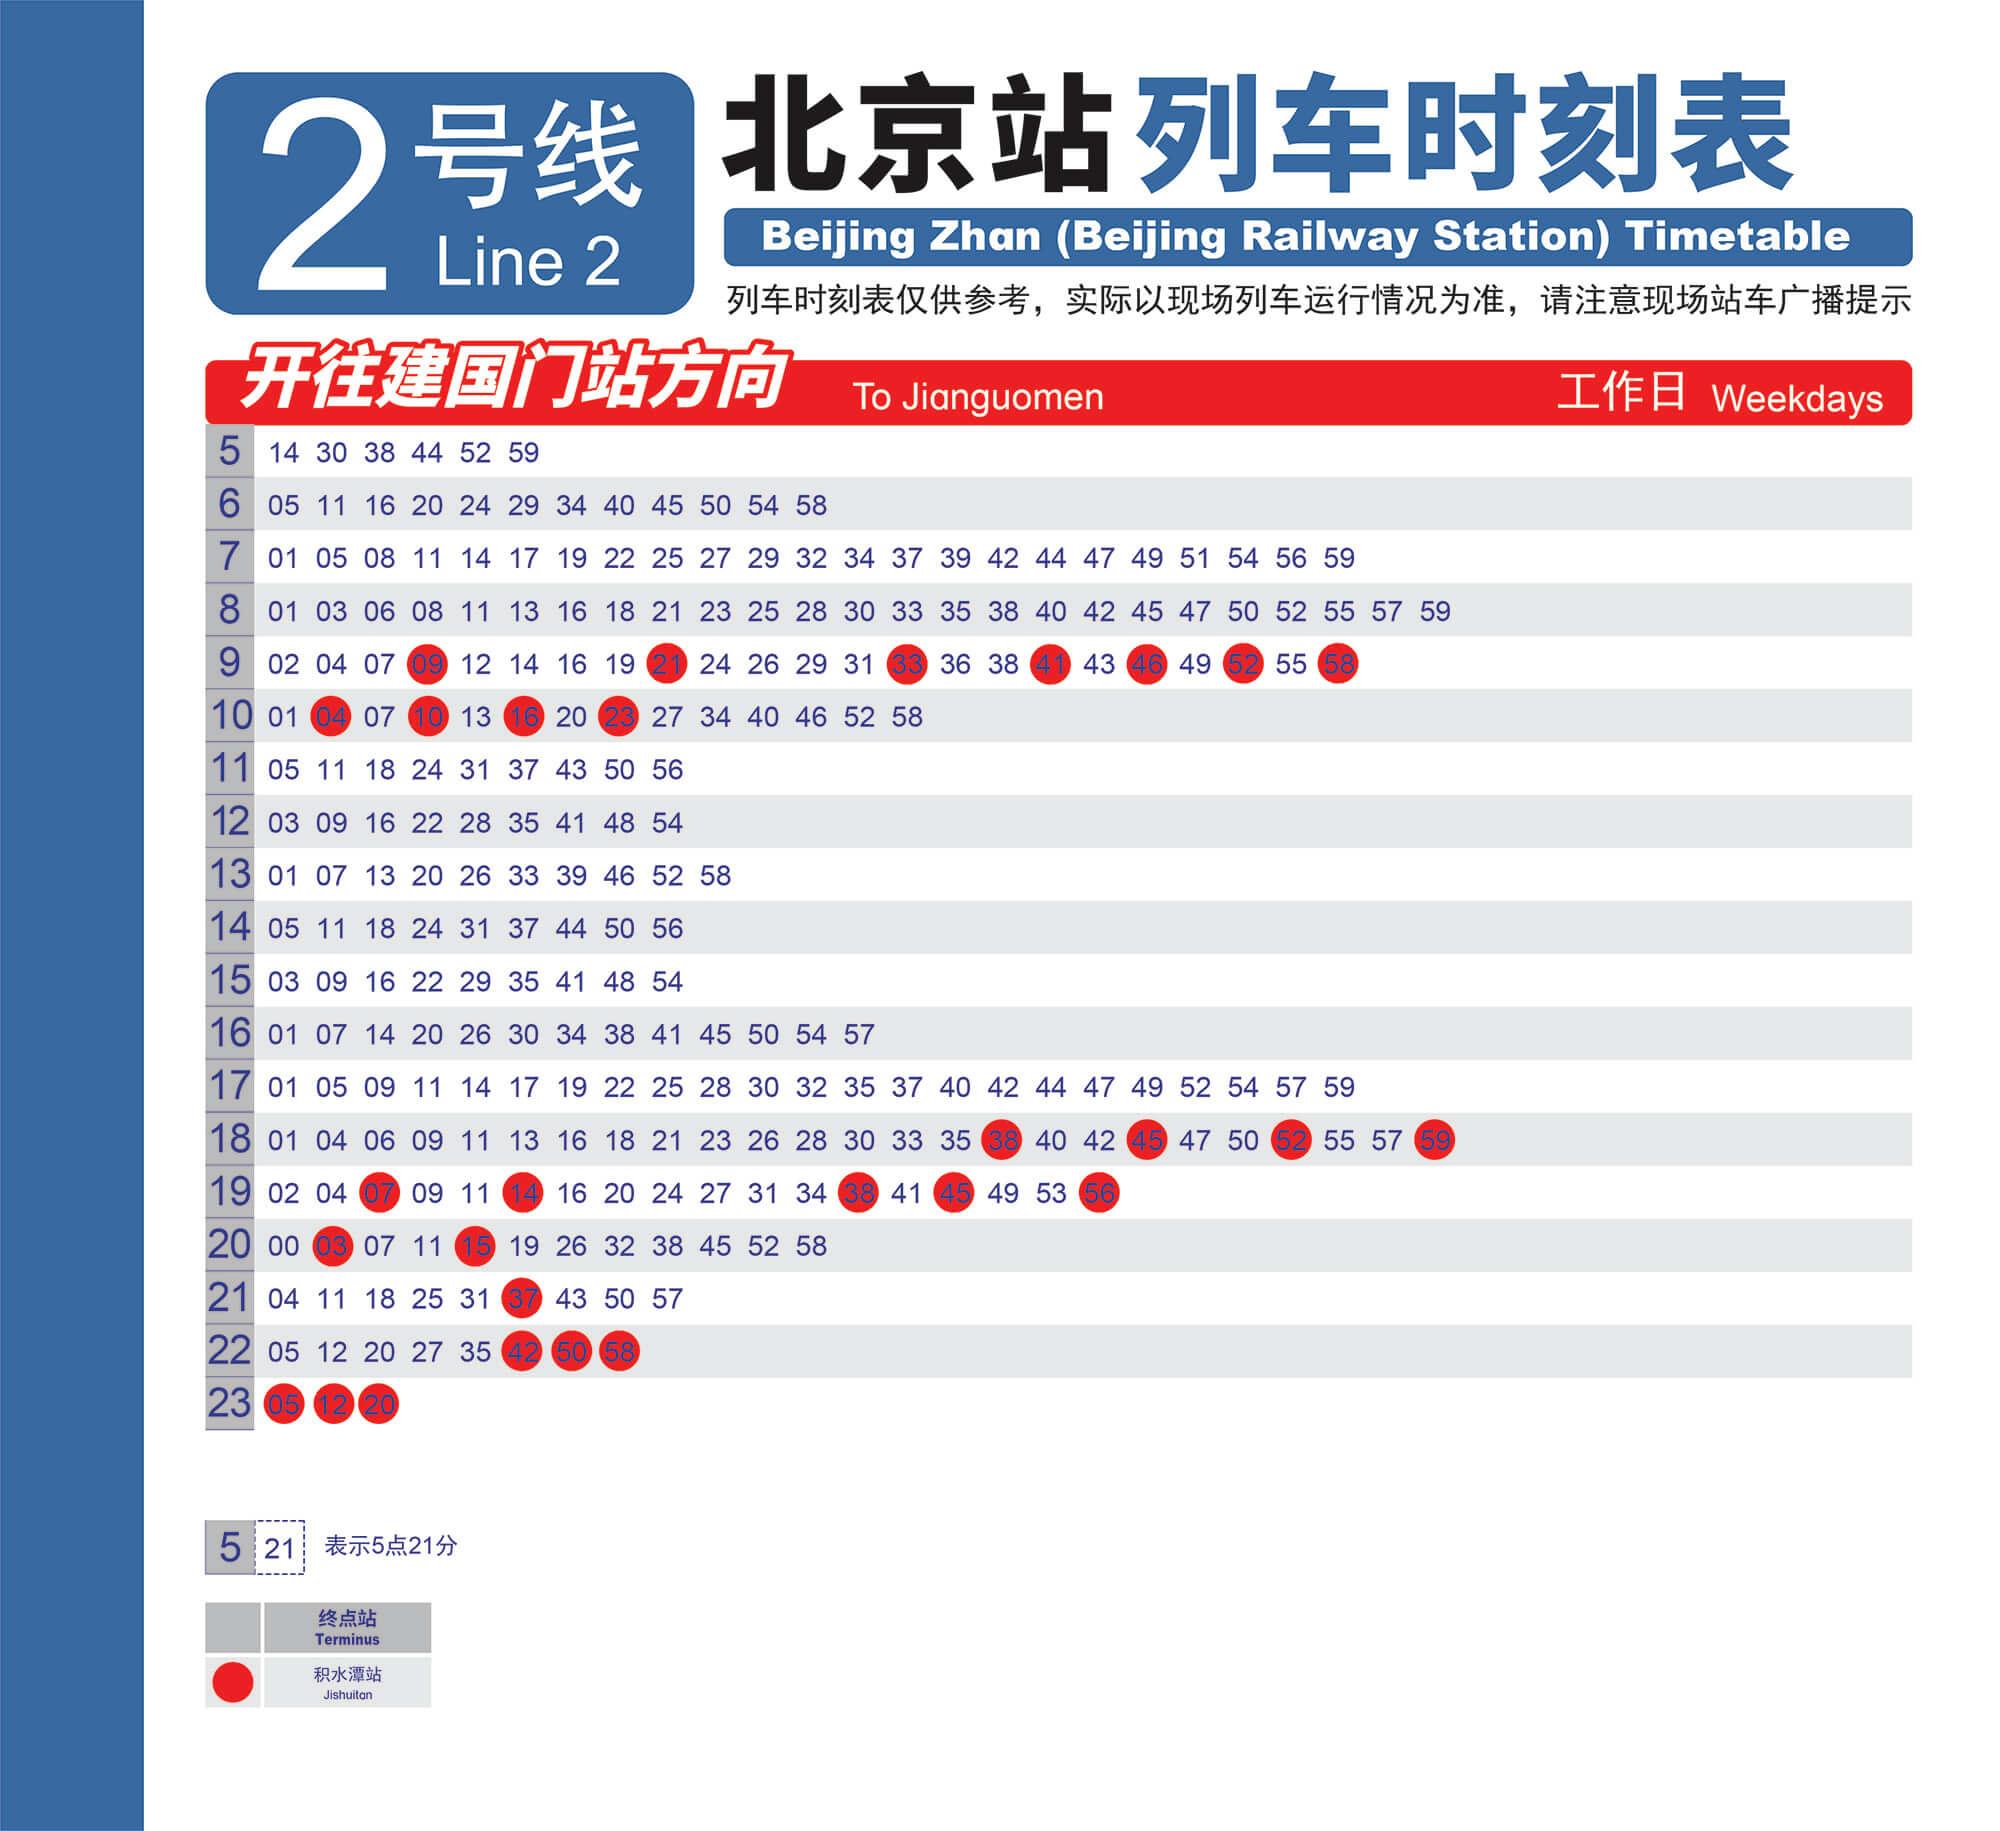 2号线
Line 2
北京站列车时刻表
Beijing Zhan (Beijing Railway Station) Timetable
列车时刻表仅供参考，实际以现场列车运行情况为准，请注意现场站车广播提示
开往建国门站方向 To Jianguomen 工作日 Weekdays
5 14 30 38 44 52 59
6 05 11 16 20 24 29 34 40 45 50 54 58
7 01 05 08 11 14 17 19 22 25 27 29 32 34 37 39 42 44 47 49 51 54 56 59
8 01 03 06 08 11 13 16 18 21 23 25 28 30 33 35 38 40 42 45 47 50 52 55 57 59
9 02 04 07 09 12 14 16 19 21 24 26 29 31 33 36 38 41 43 46 49 52 55 58
10 01 04 07 10 13 16 20 23 27 34 40 46 52 58
11 05 11 18 24 31 37 43 50 56
12 03 09 16 22 28 35 41 48 54
13 01 07 13 20 26 33 39 46 52 58
14 05 11 18 24 31 37 44 50 56
15 03 09 16 22 29 35 41 48 54
16 01 07 14 20 26 30 34 38 41 45 50 54 57
17 01 05 09 11 14 17 19 22 25 28 30 32 35 37 40 42 44 47 49 52 54 57 59
18 01 04 06 09 11 13 16 18 21 23 26 28 30 33 35 38 40 42 45 47 50 52 55 57 59
19 02 04 07 09 11 14 16 20 24 27 31 34 38 41 45 49 53 56
20 00 03 07 11 15 19 26 32 38 45 52 58
21 04 11 18 25 31 37 43 50 57
22 05 12 20 27 35 42 50 58
23 05 12 20
5 21 表示5点21分
终点站
Terminus
积水潭站
Jishuitan